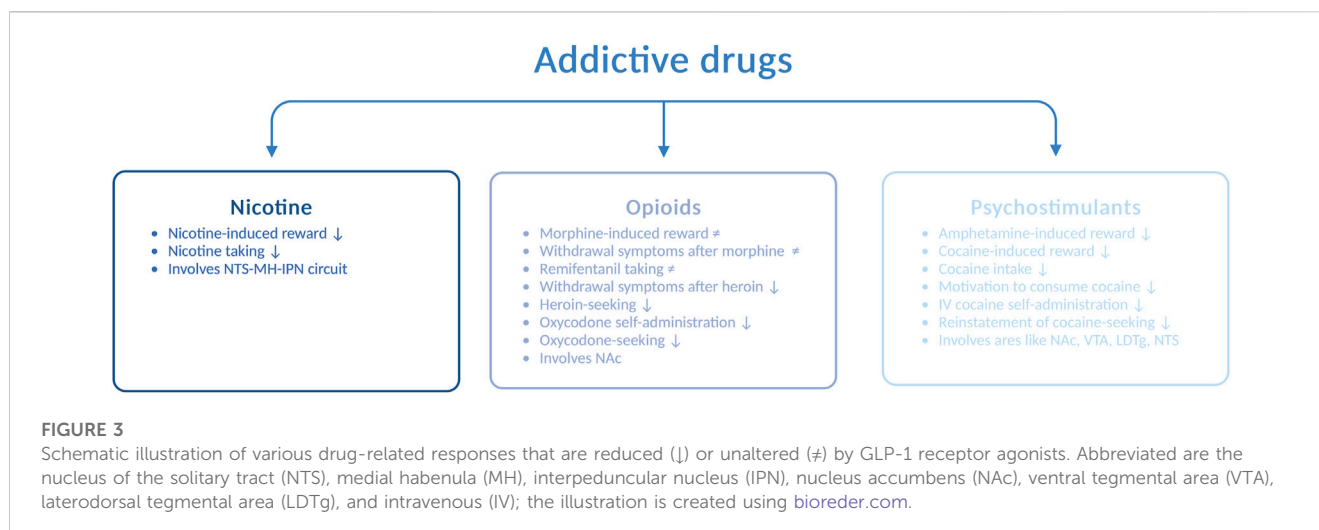 Addictive drugs
Nicotine
• Nicotine-induced reward ↓
• Nicotine taking ↓
• Involves NTS-MH-IPN circuit
Opioids
• Morphine-induced reward ≠
• Withdrawal symptoms after morphine ≠
• Remifentanil taking ≠
• Withdrawal symptoms after heroin ↓
• Heroin-seeking ↓
• Oxycodone self-administration ↓
• Oxycodone-seeking ↓
• Involves NAc
Psychostimulants
• Amphetamine-induced reward ↓
• Cocaine-induced reward ↓
• Cocaine intake ↓
• Motivation to consume cocaine ↓
• IV cocaine self-administration ↓
• Reinstatement of cocaine-seeking ↓
• Involves ares like NAc, VTA, LDTg, NTS
FIGURE 3
Schematic illustration of various drug-related responses that are reduced (↓) or unaltered (≠) by GLP-1 receptor agonists. Abbreviated are the
nucleus of the solitary tract (NTS), medial habenula (MH), interpeduncular nucleus (IPN), nucleus accumbens (NAc), ventral tegmental area (VTA),
laterodorsal tegmental area (LDTg), and intravenous (IV); the illustration is created using bioreder.com.